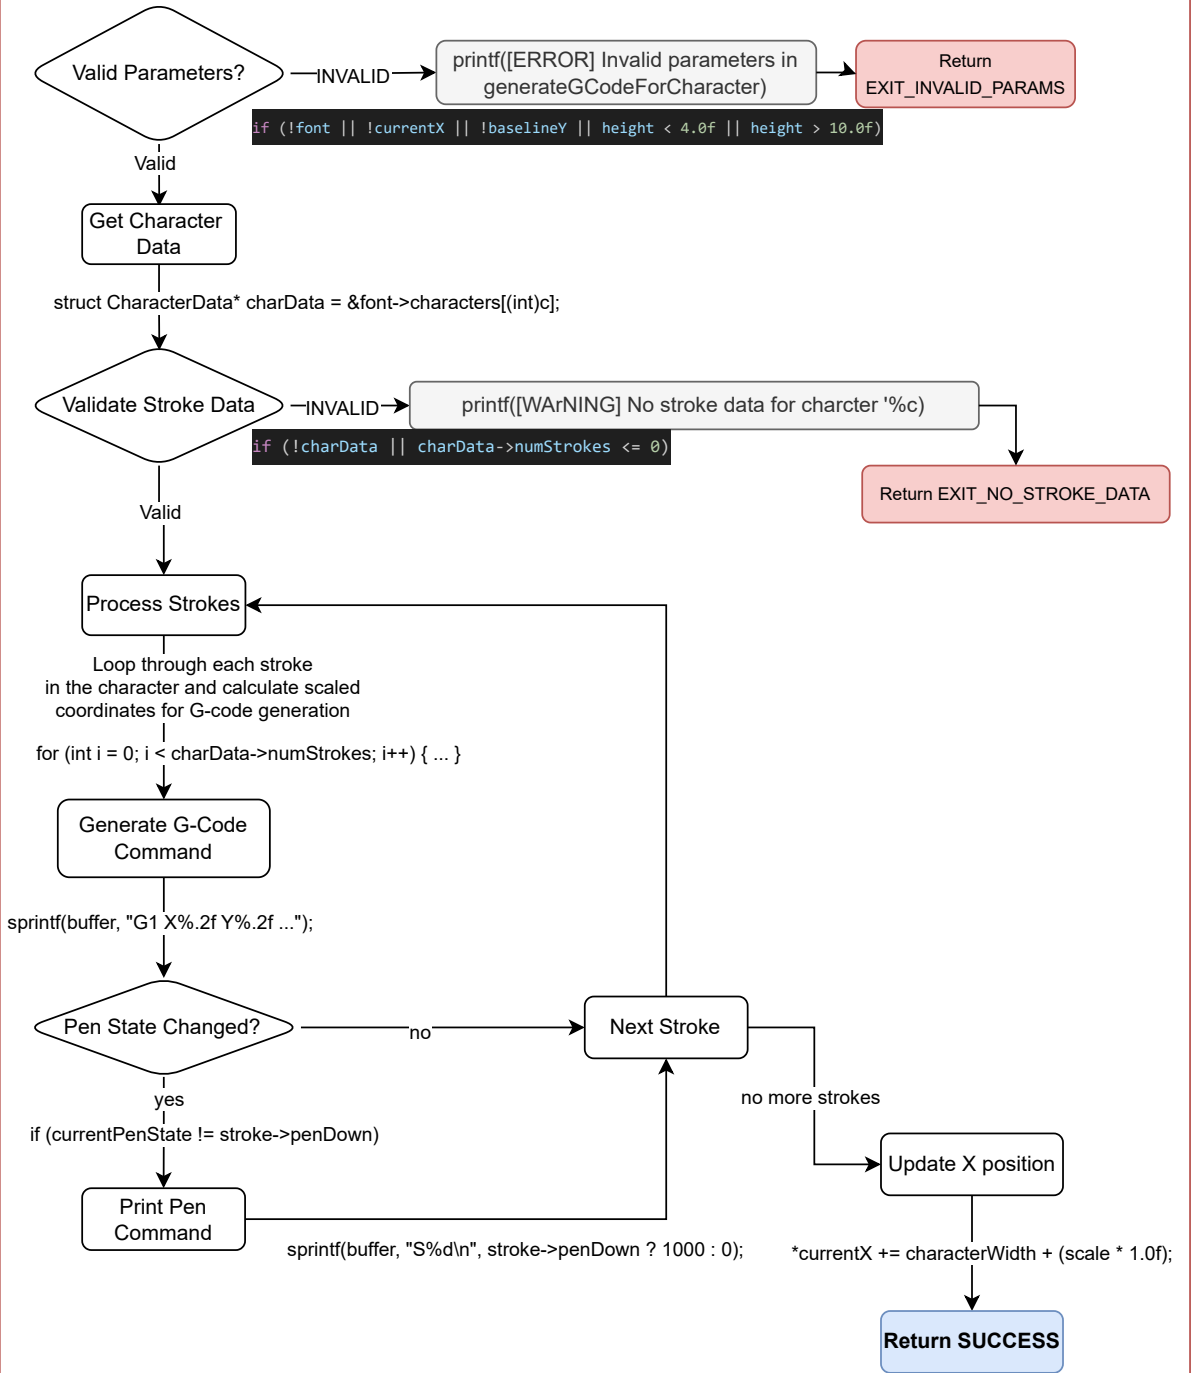 Valid Parameters?
INVALID
printf([ERROR] Invalid parameters in
generateGCodeForCharacter)
Return
EXIT_INVALID_PARAMS
if (!font || !currentX || !baselineY || height < 4.0f || height > 10.0f)
Valid
Get Character
Data
struct CharacterData* charData = &font->characters[(int)c];
Validate Stroke Data
INVALID
printf([WArNING] No stroke data for charcter '%c)
if (!charData || charData->numStrokes <= 0)
Return EXIT_NO_STROKE_DATA
Valid
Process Strokes
Loop through each stroke
in the character and calculate scaled
coordinates for G-code generation
for (int i = 0; i < charData->numStrokes; i++) { ... }
Generate G-Code
Command
sprintf(buffer, "G1 X%.2f Y%.2f ...");
Pen State Changed?
no
Next Stroke
yes
no more strokes
if (currentPenState != stroke->penDown)
Update X position
Print Pen
Command
sprintf(buffer, "S%d\n", stroke->penDown ? 1000 : 0);
*currentX += characterWidth + (scale * 1.0f);
Return SUCCESS